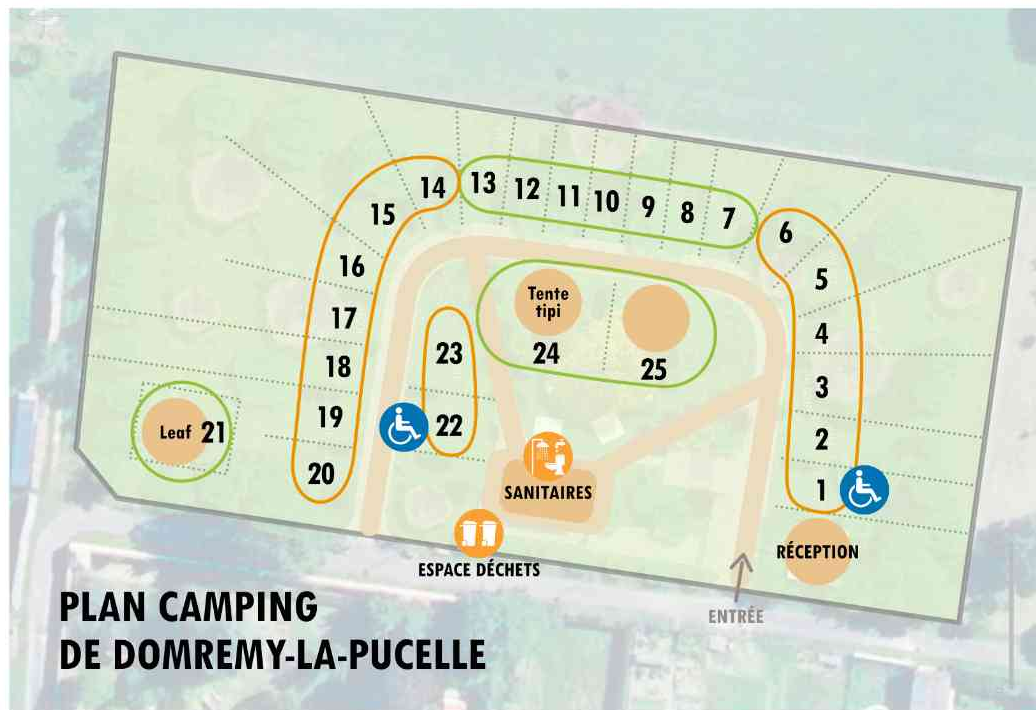 14
13
12
11
10
9
8
7
6
15
16
17
18
19
20
5
4
3
2
1
Tente
tipi
24
25
23
22
Leaf 21
SANITAIRES
ESPACE DÉCHETS
RÉCEPTION
ENTRÉE
PLAN CAMPING
DE DOMREMY-LA-PUCELLE